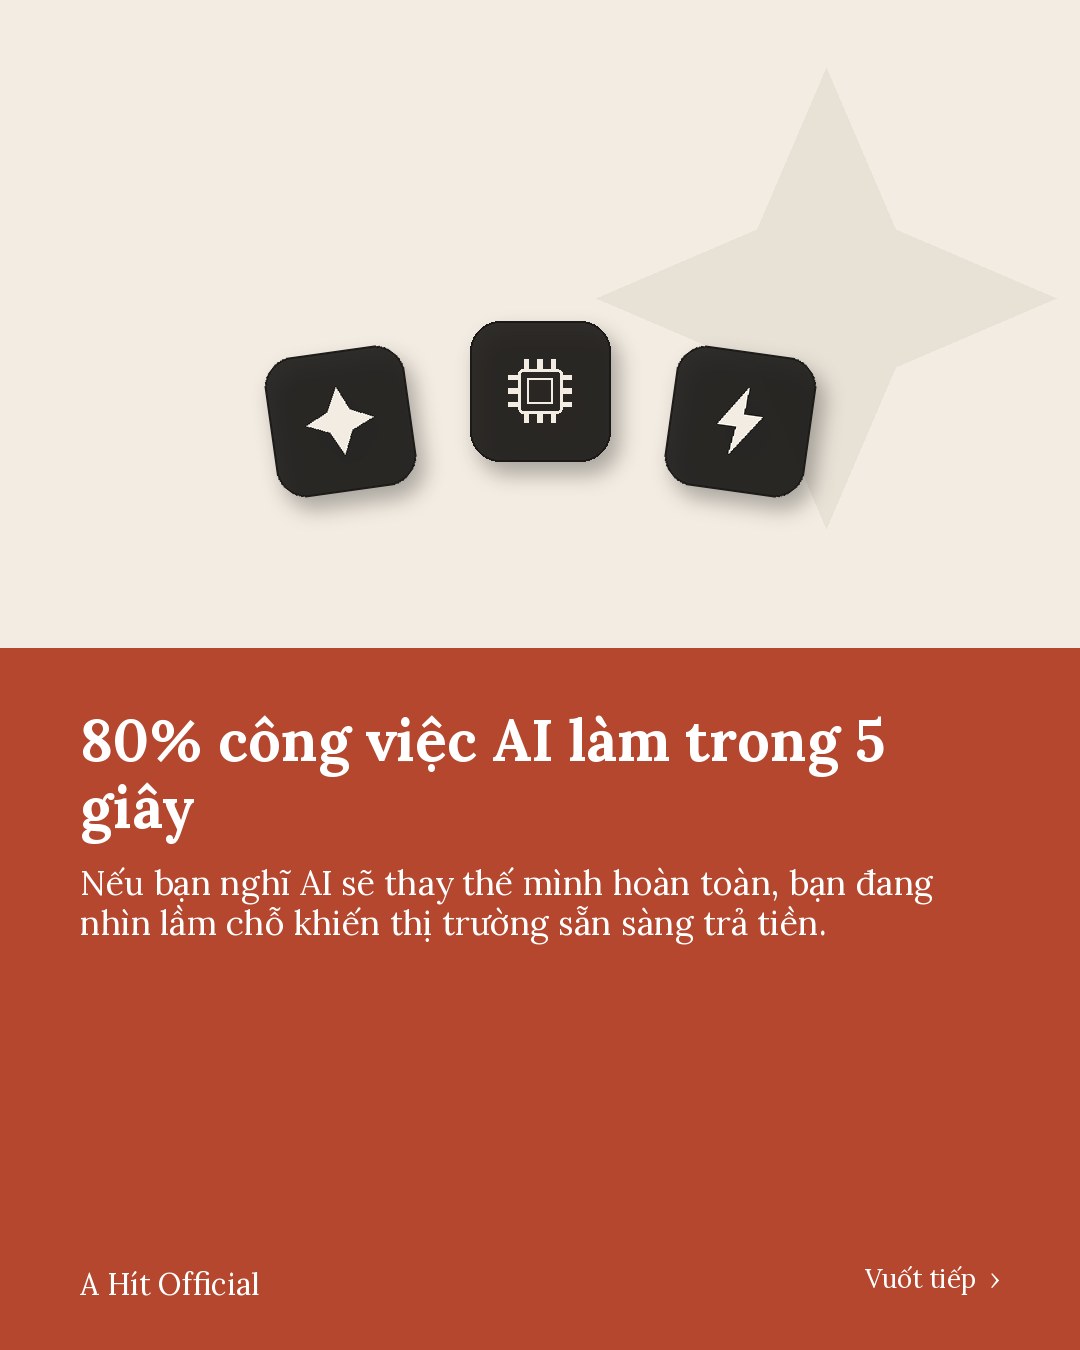 80% công việc AI làm trong 5
giây
Nếu bạn nghĩ AI sẽ thay thế mình hoàn toàn, bạn đang
nhìn lầm chỗ khiến thị trường sẵn sàng trả tiền.
A Hít Official
Vuốt tiếp ›